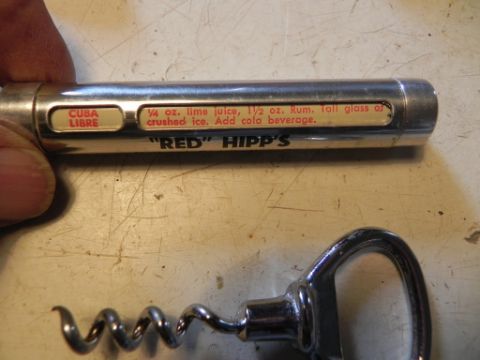 CUBA
LIBRE
¼ oz. lime juice, 1½ oz. Rum. Tall glass of
crushed ice. Add cola beverage.
"RED" HIPP'S